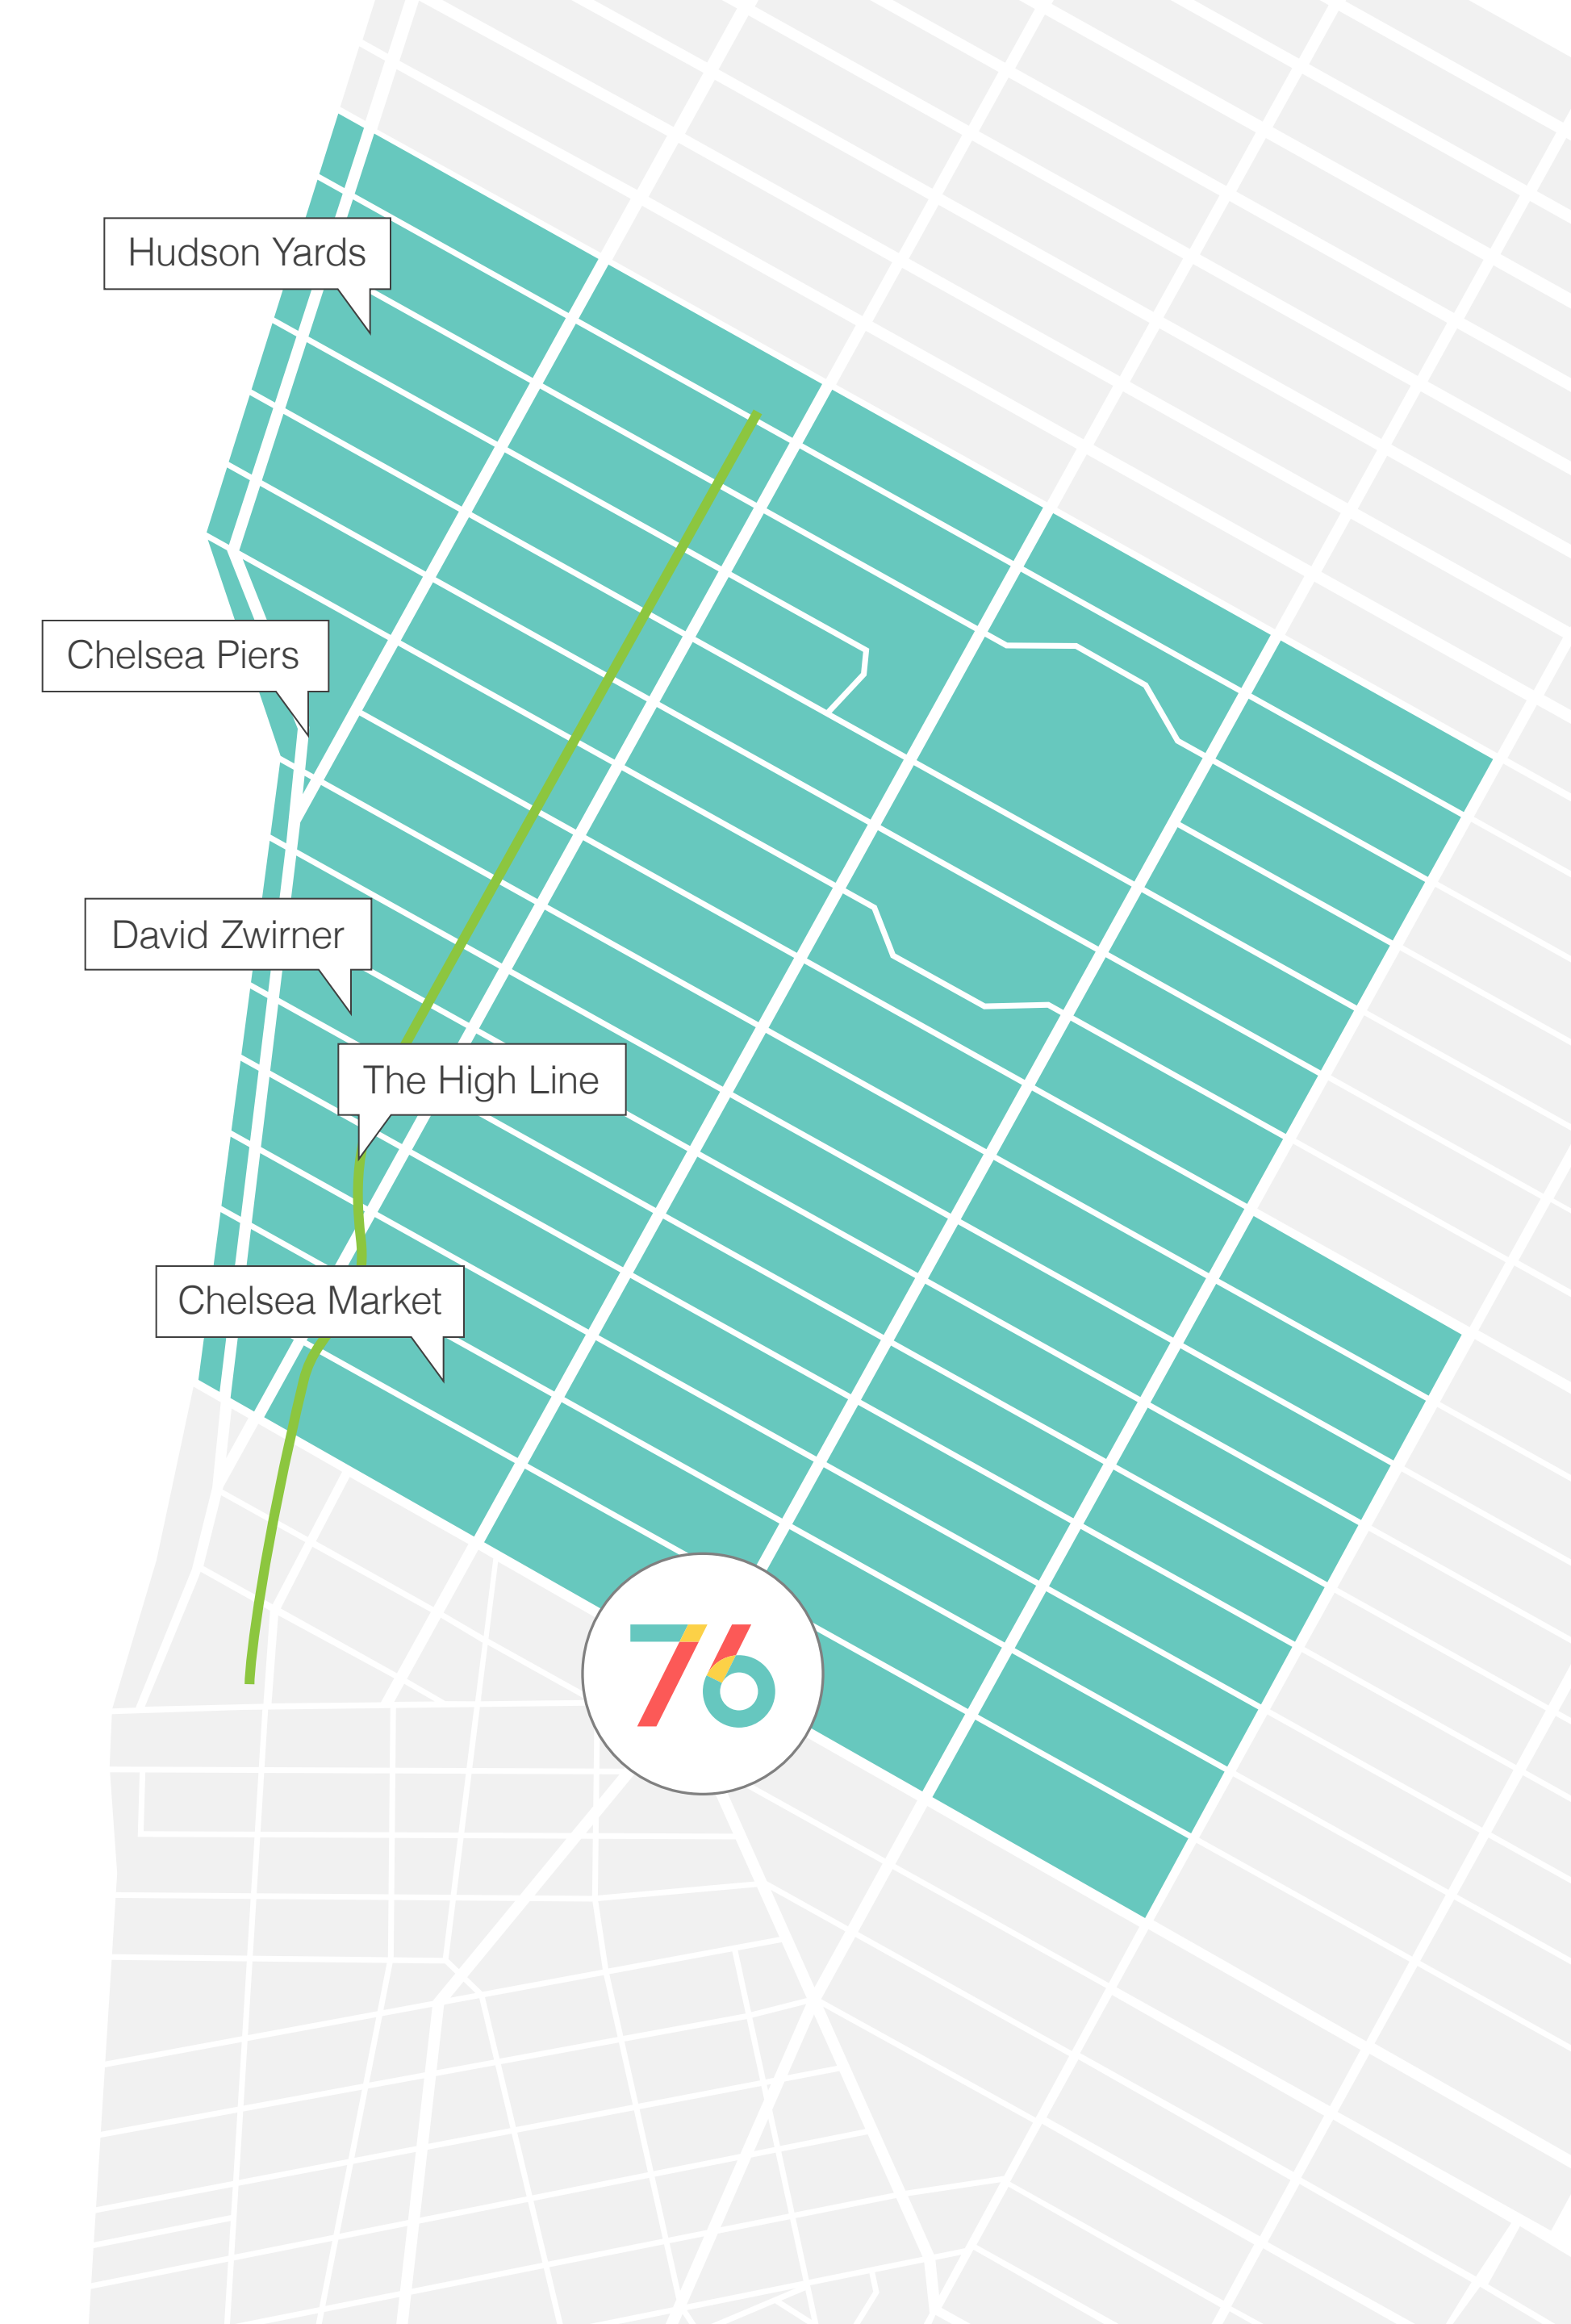 Hudson Yards
Chelsea Piers
David Zwirner
The High Line
Chelsea Market
76